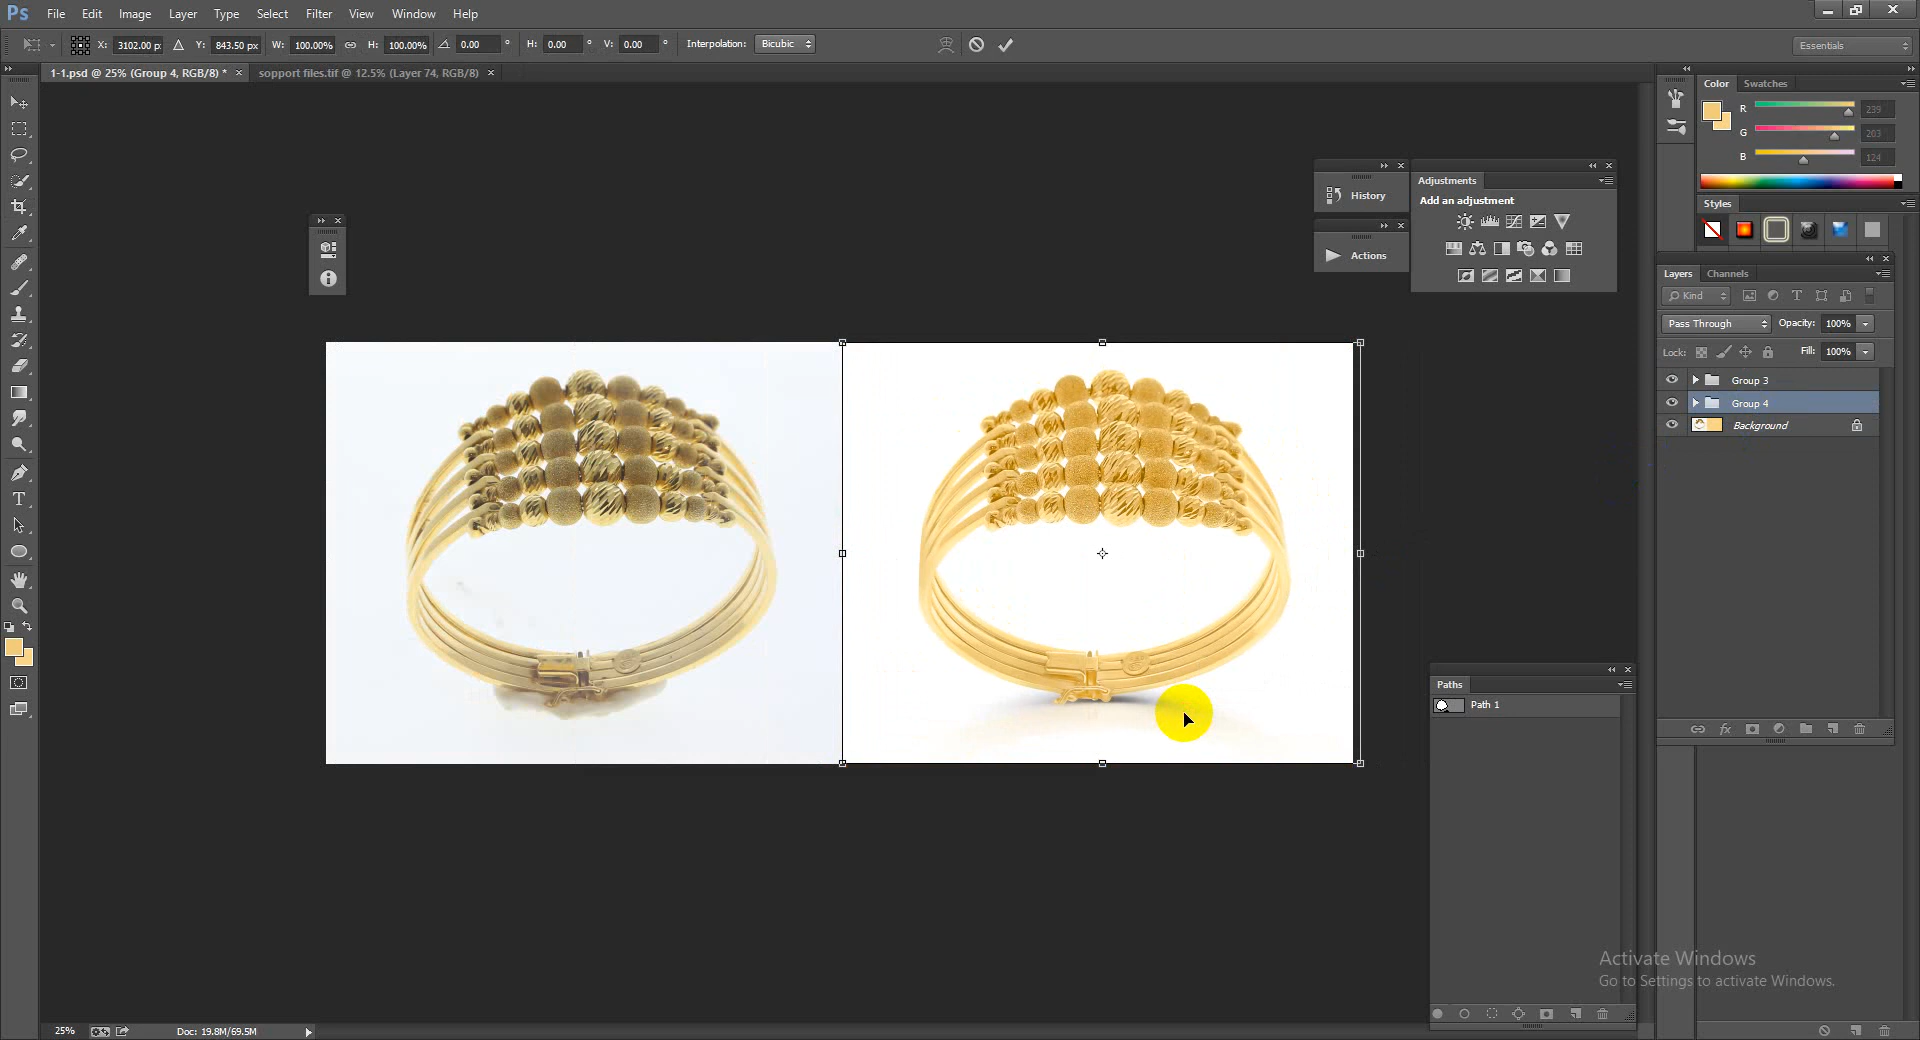 Ps File Edit Image Layer Type Select Filter View Window Help
X: 3102.00 p: Y: 843.50 px W: 100.00% H: 100.00% 0.00 ° H: 0.00 ° V: 0.00 ° Interpolation: Bicubic Essentials
1-1.psd @ 25% (Group 4, RGB/8) * × sopport files.tif @ 12.5% (Layer 74, RGB/8) ×
Color Swatches
R 239
G 203
B 124
Styles
History
Actions
Adjustments
Add an adjustment
Layers Channels
Kind
Pass Through Opacity: 100%
Lock: Fill: 100%
Group 3
Group 4
Background
Paths
Path 1
Activate Windows
Go to Settings to activate Windows.
25% Doc: 19.8M/69.5M